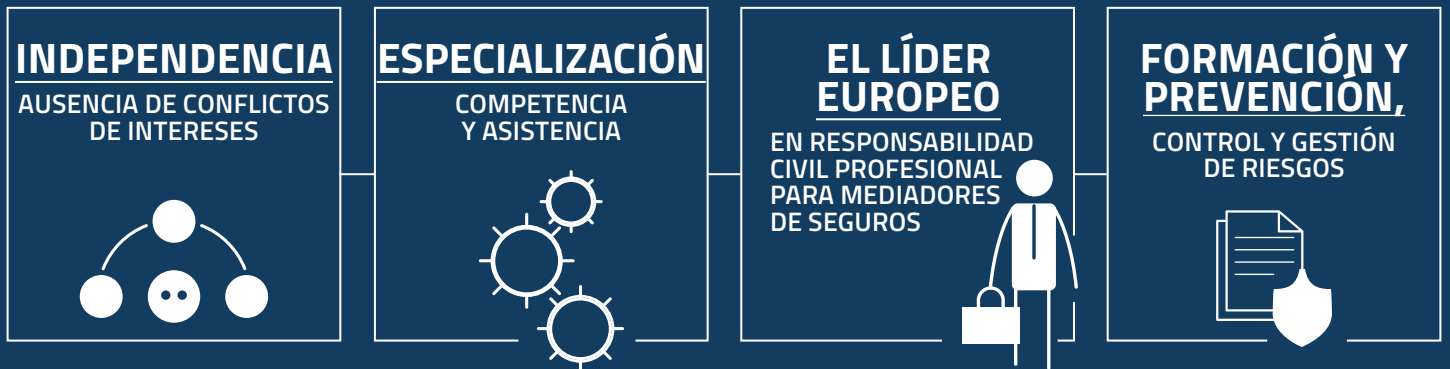 INDEPENDENCIA
AUSENCIA DE CONFLICTOS
DE INTERESES
ESPECIALIZACIÓN
COMPETENCIA
Y ASISTENCIA
EL LÍDER
EUROPEO
EN RESPONSABILIDAD
CIVIL PROFESIONAL
PARA MEDIADORES
DE SEGUROS
FORMACIÓN Y
PREVENCIÓN,
CONTROL Y GESTIÓN
DE RIESGOS